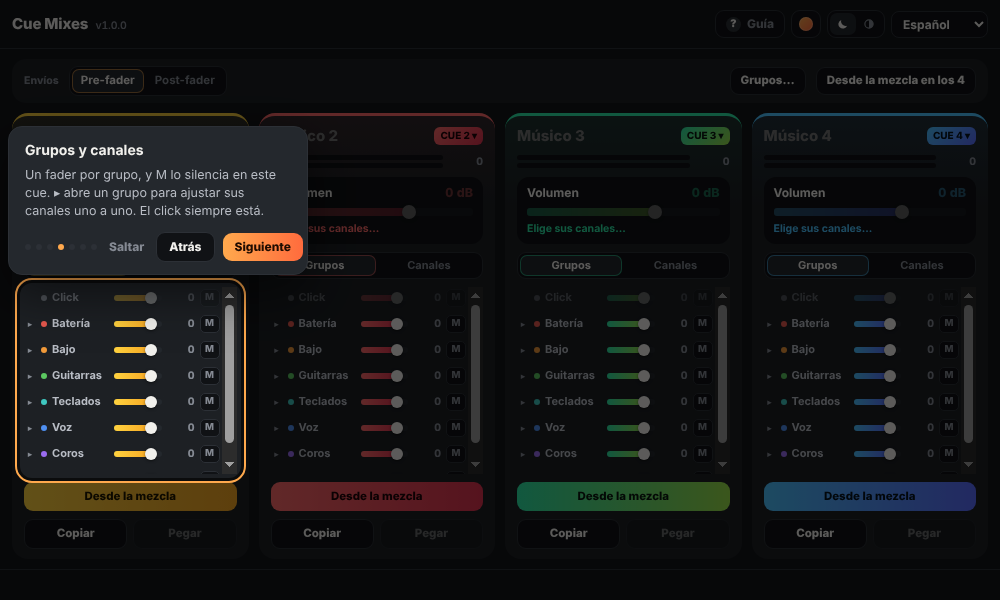 Cue Mixes v1.0.0
? Guía
Español
Envíos Pre-fader Post-fader
Grupos... Desde la mezcla en los 4
Grupos y canales
Un fader por grupo, y M lo silencia en este
cue. ▸ abre un grupo para ajustar sus
canales uno a uno. El click siempre está.
Saltar Atrás Siguiente
Click 0 M
Batería 0 M
Bajo 0 M
Guitarras 0 M
Teclados 0 M
Voz 0 M
Coros 0 M
Desde la mezcla
Copiar Pegar
ico 2 CUE 2 ▾
0
men 0 dB
Elige sus canales...
Grupos Canales
Click 0 M
Batería 0 M
Bajo 0 M
Guitarras 0 M
Teclados 0 M
Voz 0 M
Coros 0 M
Desde la mezcla
Copiar Pegar
Músico 3 CUE 3 ▾
0
Volumen 0 dB
Elige sus canales...
Grupos Canales
Click 0 M
Batería 0 M
Bajo 0 M
Guitarras 0 M
Teclados 0 M
Voz 0 M
Coros 0 M
Desde la mezcla
Copiar Pegar
Músico 4 CUE 4 ▾
0
Volumen 0 dB
Elige sus canales...
Grupos Canales
Click 0 M
Batería 0 M
Bajo 0 M
Guitarras 0 M
Teclados 0 M
Voz 0 M
Coros 0 M
Desde la mezcla
Copiar Pegar